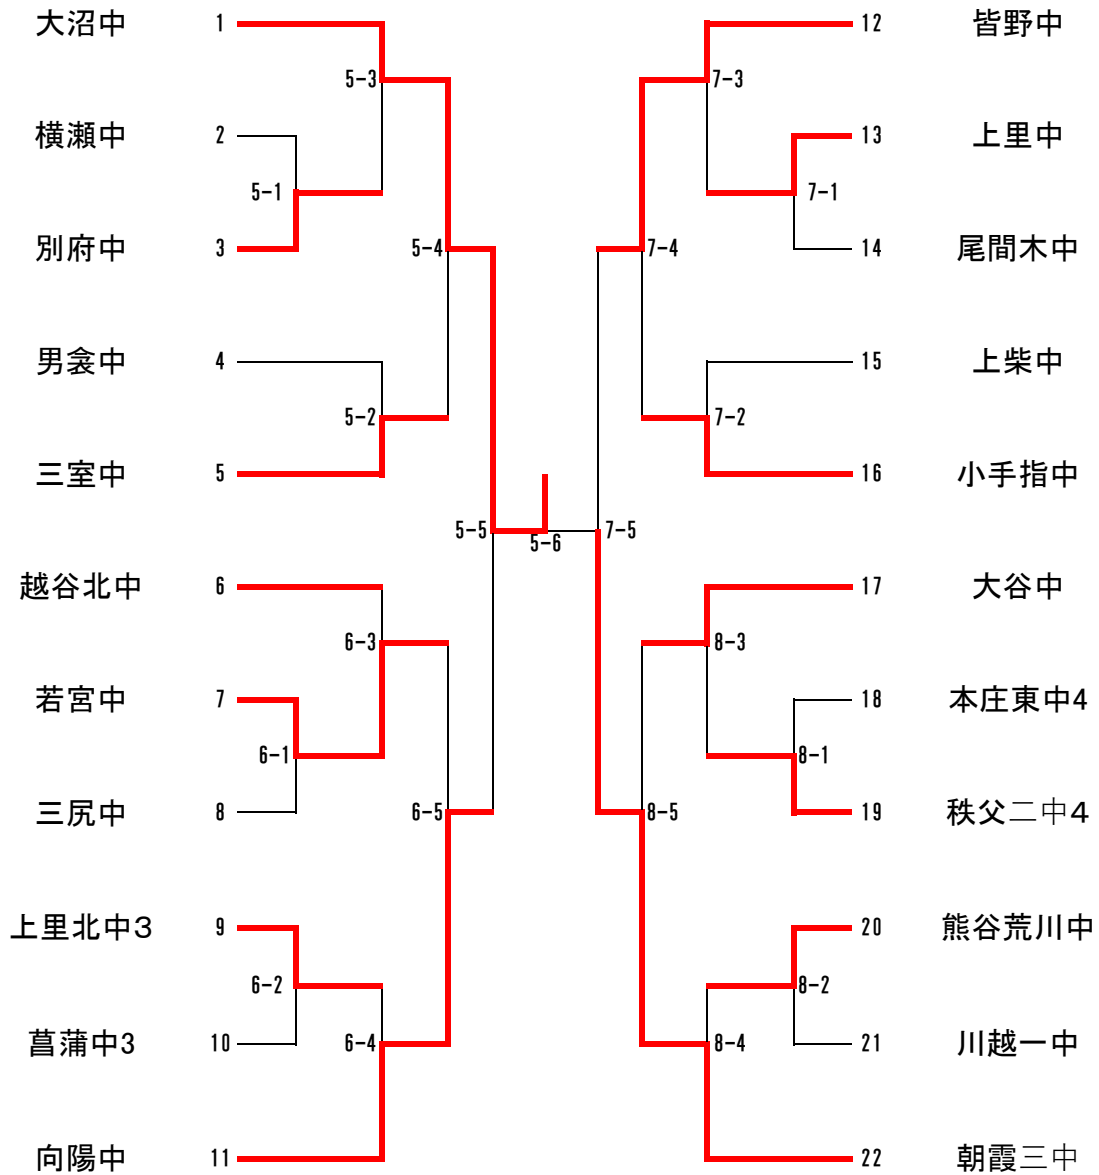 大沼中 1 12 皆野中
5-3 7-3
横瀬中 2 13 上里中
5-1 7-1
別府中 3 5-4 7-4 14 尾間木中
男衾中 4 15 上柴中
5-2 7-2
三室中 5 16 小手指中
5-5 5-6 7-5
越谷北中 6 17 大谷中
6-3 8-3
若宮中 7 18 本庄東中4
6-1 8-1
三尻中 8 6-5 8-5 19 秩父二中4
上里北中3 9 20 熊谷荒川中
6-2 8-2
菖蒲中3 10 6-4 8-4 21 川越一中
向陽中 11 22 朝霞三中